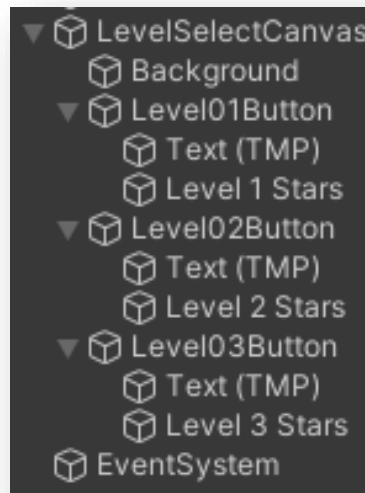 LevelSelectCanvas
Background
Level01Button
Text (TMP)
Level 1 Stars
Level02Button
Text (TMP)
Level 2 Stars
Level03Button
Text (TMP)
Level 3 Stars
EventSystem